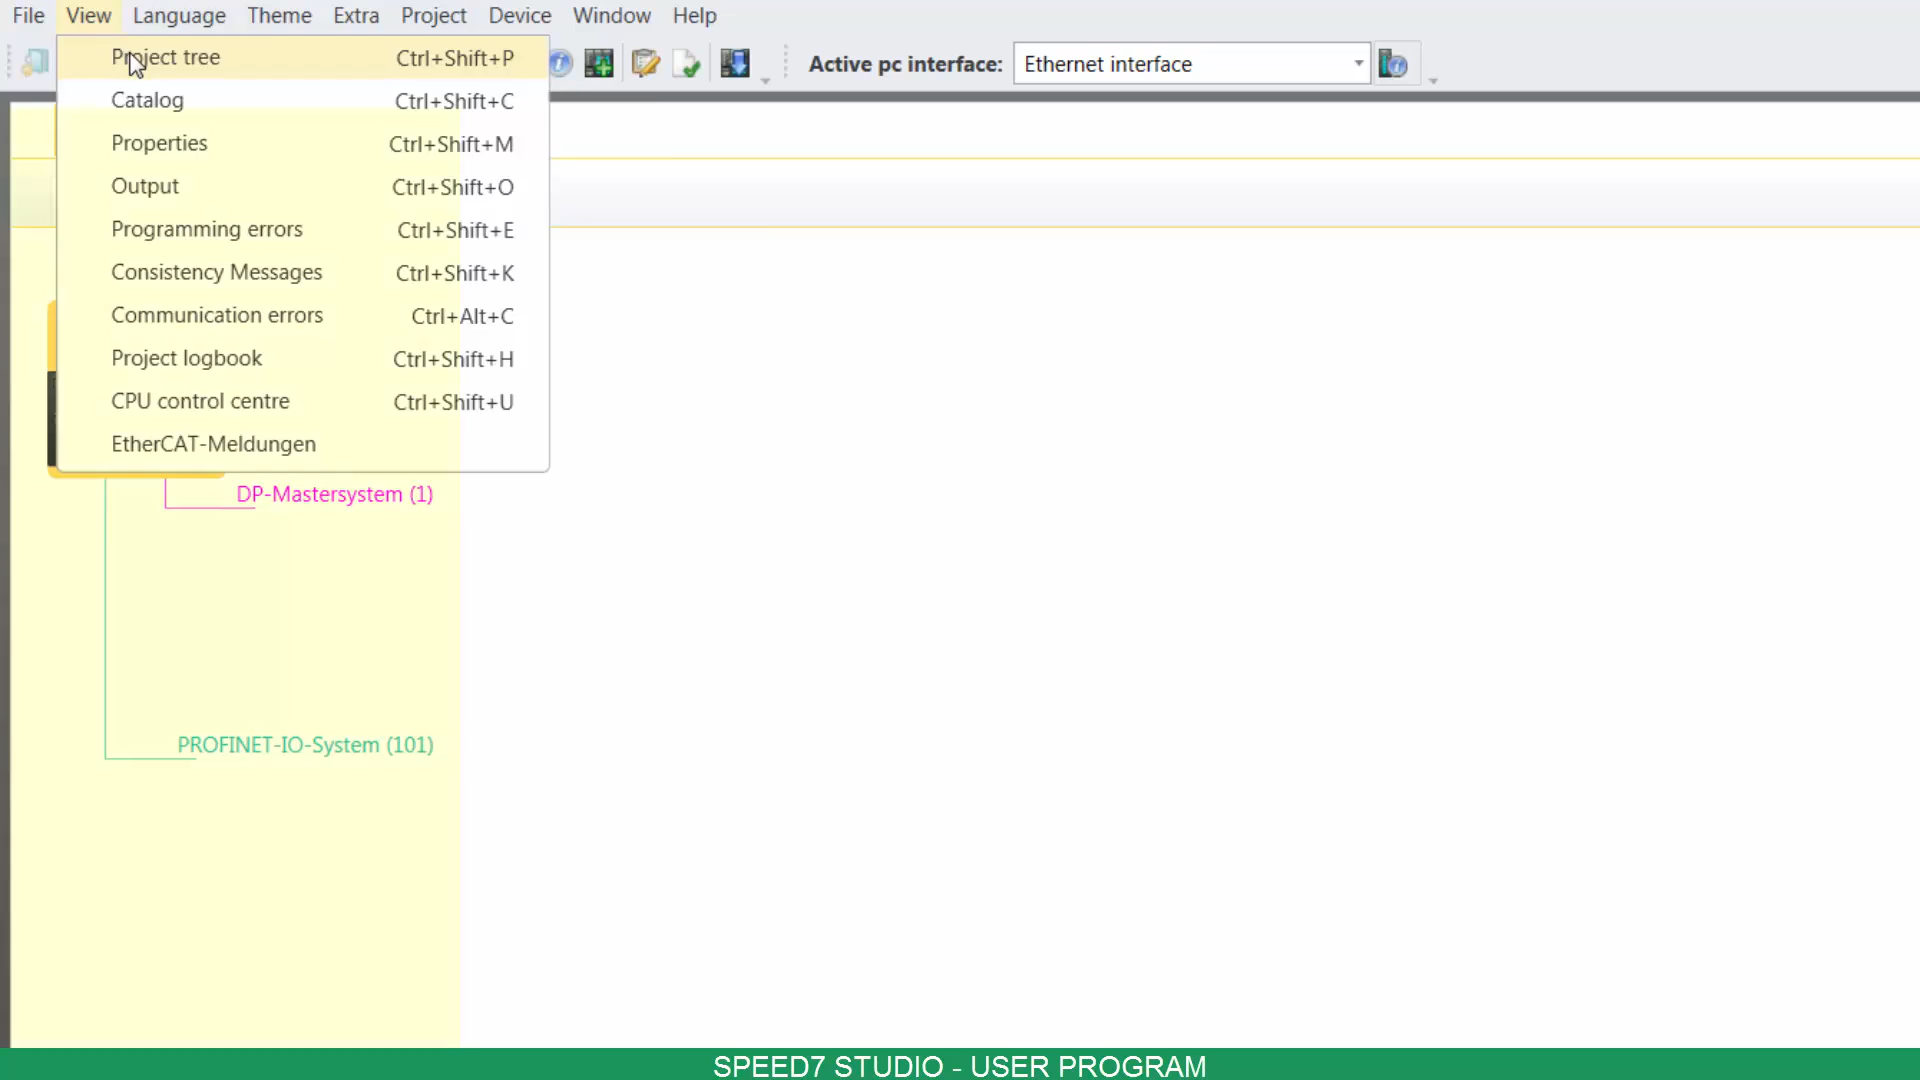 File View Language Theme Extra Project Device Window Help
Active pc interface: Ethernet interface
Project tree Ctrl+Shift+P
Catalog Ctrl+Shift+C
Properties Ctrl+Shift+M
Output Ctrl+Shift+O
Programming errors Ctrl+Shift+E
Consistency Messages Ctrl+Shift+K
Communication errors Ctrl+Alt+C
Project logbook Ctrl+Shift+H
CPU control centre Ctrl+Shift+U
EtherCAT-Meldungen
DP-Mastersystem (1)
PROFINET-IO-System (101)
SPEED7 STUDIO - USER PROGRAM